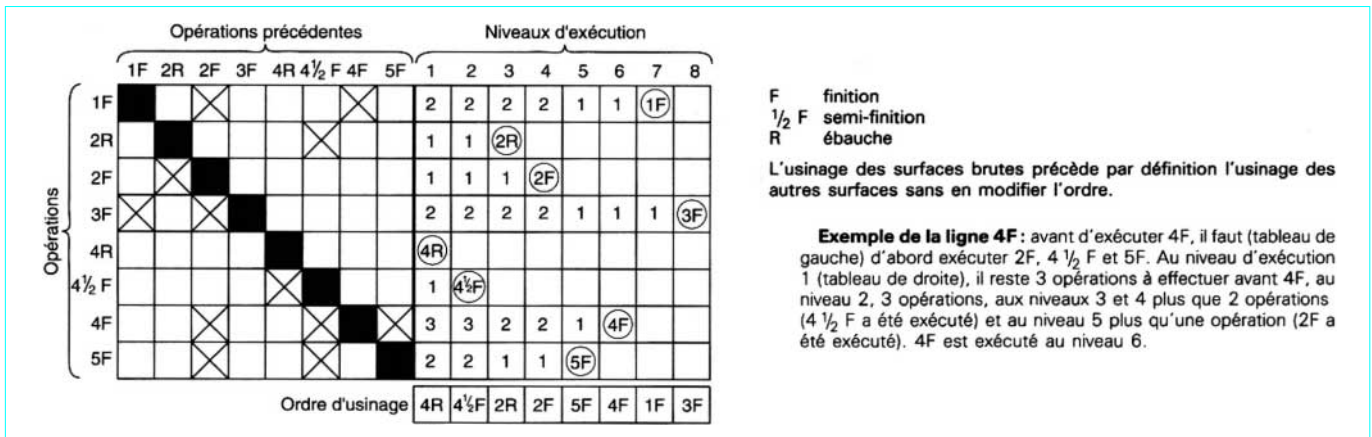 Opérations précédentes Niveaux d'exécution
1F 2R 2F 3F 4R 4½ F 4F 5F 1 2 3 4 5 6 7 8
Opérations
1F 2 2 2 2 1 1 1F
2R 1 1 2R
2F 1 1 1 2F
3F 2 2 2 2 1 1 1 3F
4R 4R
4½ F 1 4½F
4F 3 3 2 2 1 4F
5F 2 2 1 1 5F
Ordre d'usinage 4R 4½F 2R 2F 5F 4F 1F 3F
F finition
½ F semi-finition
R ébauche
L'usinage des surfaces brutes précède par définition l'usinage des
autres surfaces sans en modifier l'ordre.
Exemple de la ligne 4F : avant d'exécuter 4F, il faut (tableau de
gauche) d'abord exécuter 2F, 4 ½ F et 5F. Au niveau d'exécution
1 (tableau de droite), il reste 3 opérations à effectuer avant 4F, au
niveau 2, 3 opérations, aux niveaux 3 et 4 plus que 2 opérations
(4 ½ F a été exécuté) et au niveau 5 plus qu'une opération (2F a
été exécuté). 4F est exécuté au niveau 6.